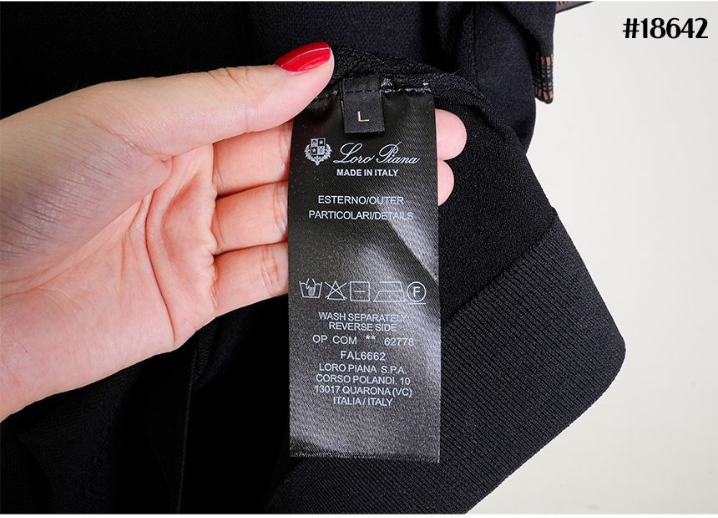 #18642
L
Loro Piana
MADE IN ITALY
ESTERNO/OUTER
PARTICOLARI/DETAILS
F
WASH SEPARATELY
REVERSE SIDE
OP COM ** 62778
FAL6662
LORO PIANA S.P.A.
CORSO POLANDI. 10
13017 QUARONA (VC)
ITALIA / ITALY